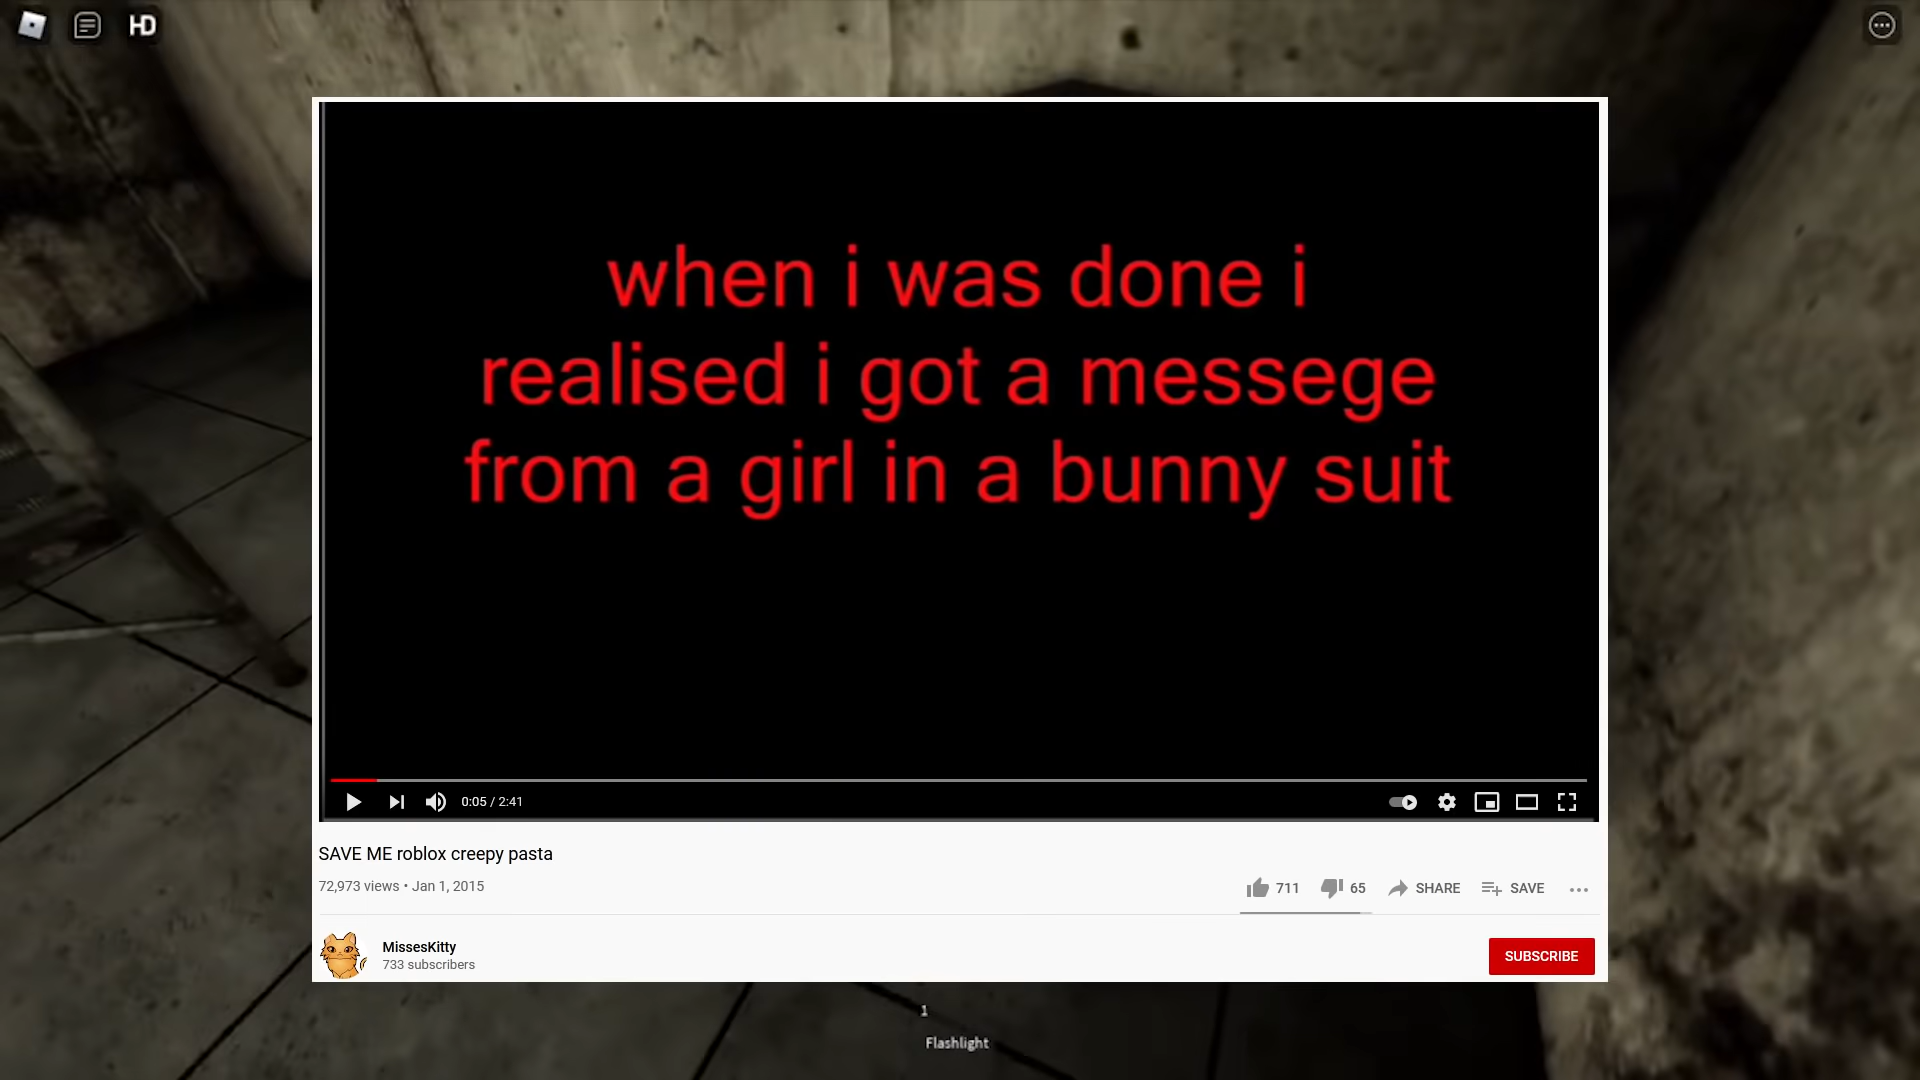 HD
when i was done i
realised i got a messege
from a girl in a bunny suit
0:05 / 2:41
SAVE ME roblox creepy pasta
72,973 views • Jan 1, 2015
711 65 SHARE SAVE
MissesKitty
733 subscribers
SUBSCRIBE
1
Flashlight